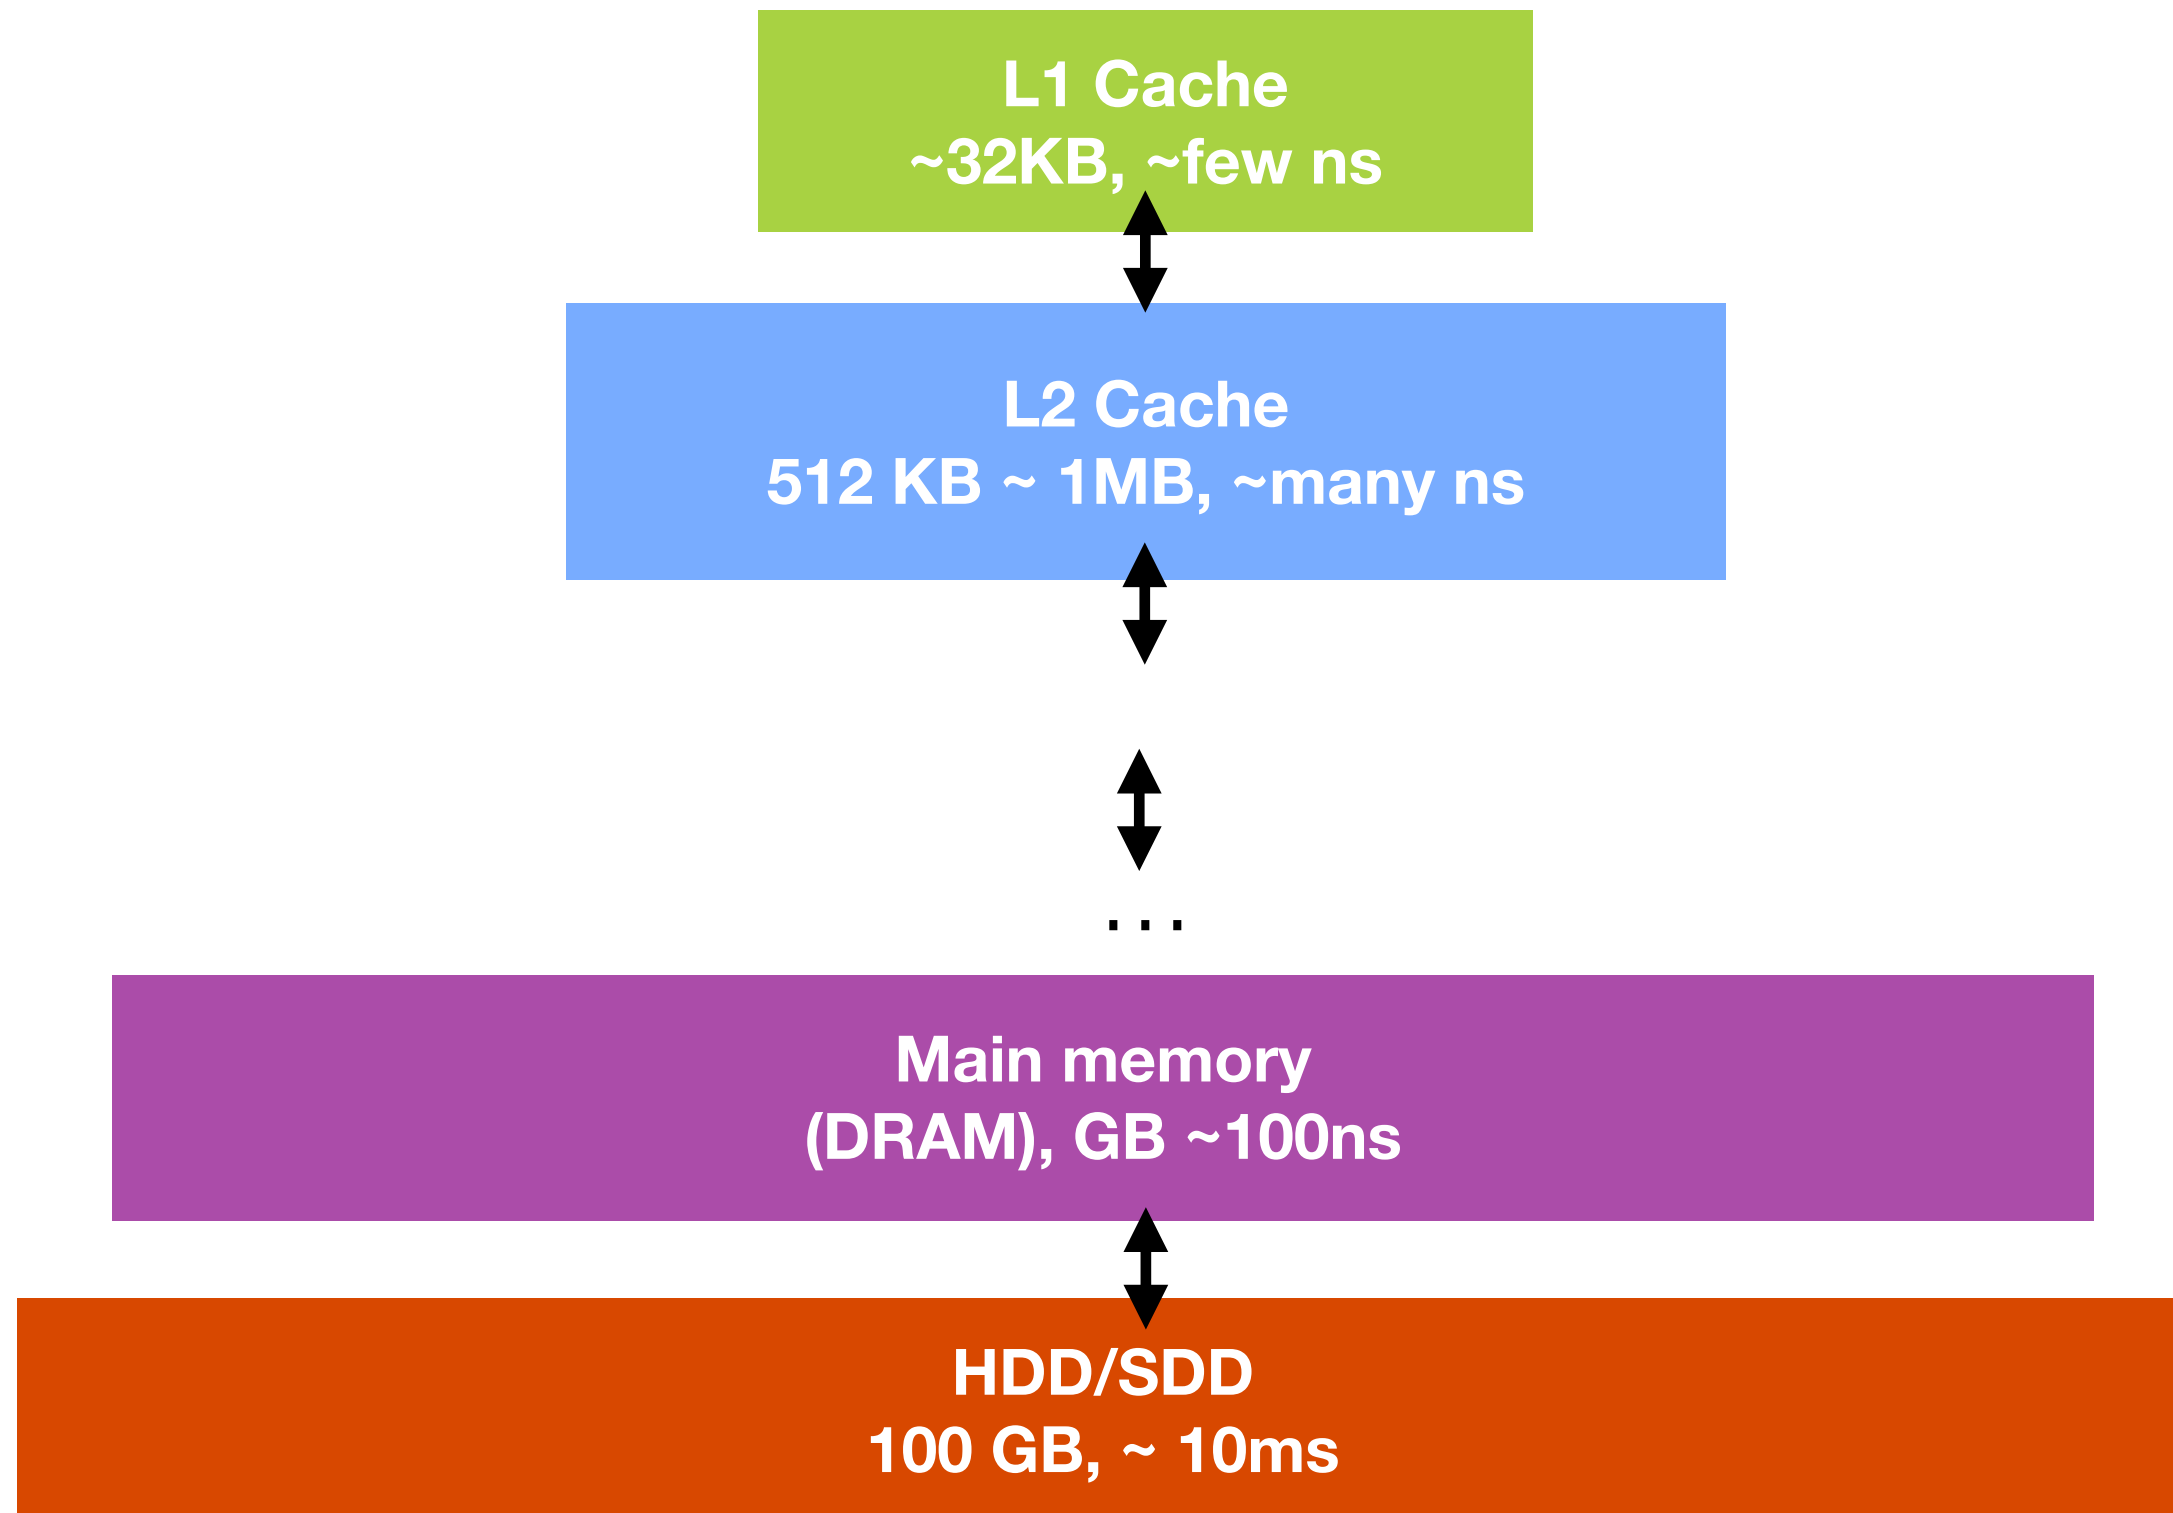 L1 Cache
~32KB, ~few ns
L2 Cache
512 KB ~ 1MB, ~many ns
...
Main memory
(DRAM), GB ~100ns
HDD/SDD
100 GB, ~ 10ms